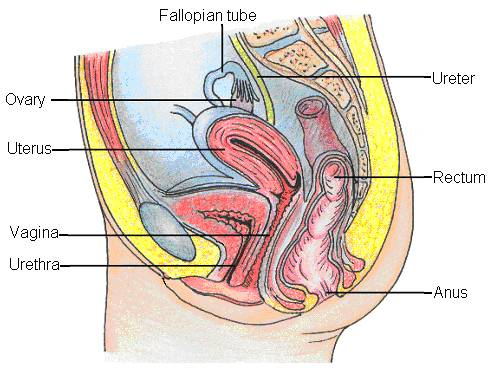 Fallopian tube
Ureter
Ovary
Uterus
Rectum
Vagina
Urethra
Anus